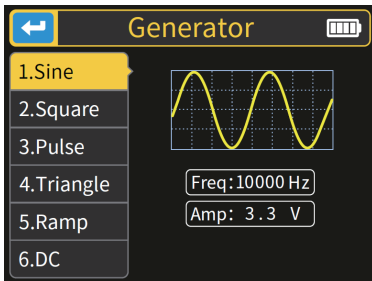 Generator
1.Sine
2.Square
3.Pulse
4.Triangle
5.Ramp
6.DC
Freq:10000 Hz
Amp: 3.3 V